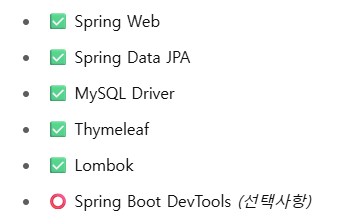 ✅ Spring Web
✅ Spring Data JPA
✅ MySQL Driver
✅ Thymeleaf
✅ Lombok
⭕ Spring Boot DevTools (선택사항)